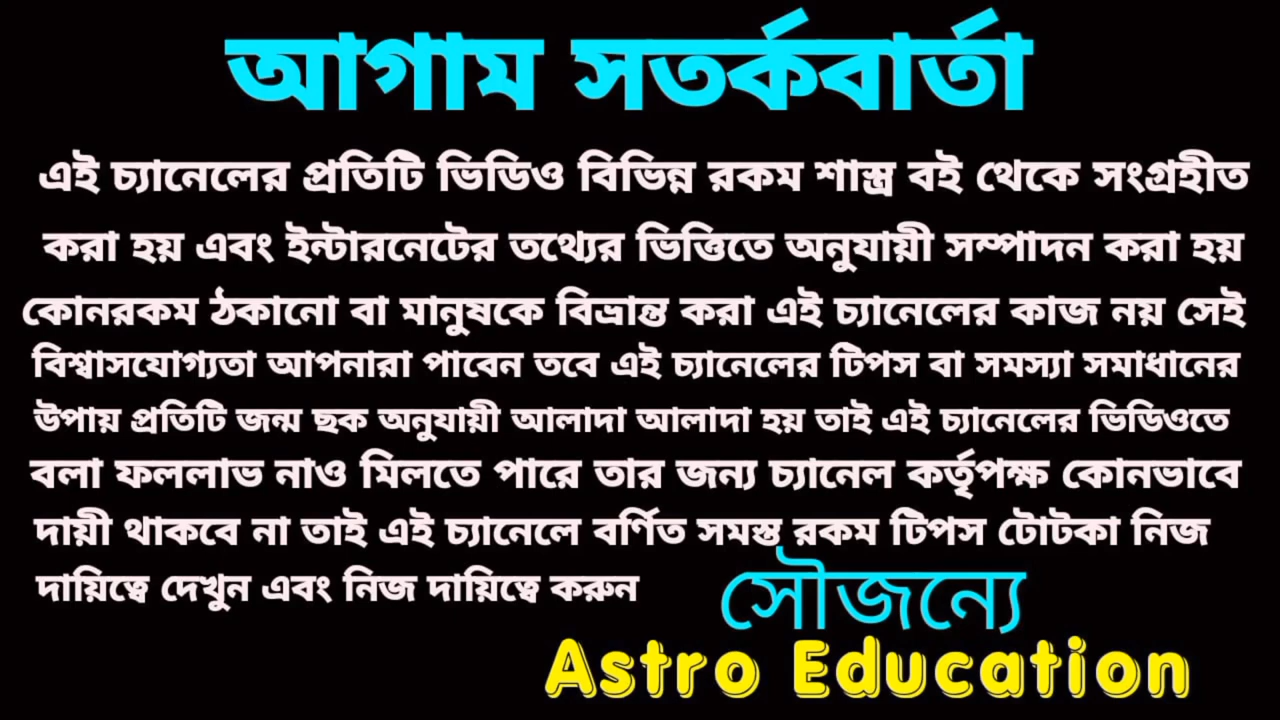 আগাম সতর্কবার্তা
এই চ্যানেলের প্রতিটি ভিডিও বিভিন্ন রকম শাস্ত্র বই থেকে সংগ্রহীত
করা হয় এবং ইন্টারনেটের তথ্যের ভিত্তিতে অনুযায়ী সম্পাদন করা হয়
কোনরকম ঠকানো বা মানুষকে বিভ্রান্ত করা এই চ্যানেলের কাজ নয় সেই
বিশ্বাসযোগ্যতা আপনারা পাবেন তবে এই চ্যানেলের টিপস বা সমস্যা সমাধানের
উপায় প্রতিটি জন্ম ছক অনুযায়ী আলাদা আলাদা হয় তাই এই চ্যানেলের ভিডিওতে
বলা ফললাভ নাও মিলতে পারে তার জন্য চ্যানেল কর্তৃপক্ষ কোনভাবে
দায়ী থাকবে না তাই এই চ্যানেলে বর্ণিত সমস্ত রকম টিপস টোটকা নিজ
দায়িত্বে দেখুন এবং নিজ দায়িত্বে করুন
সৌজন্যে
Astro Education